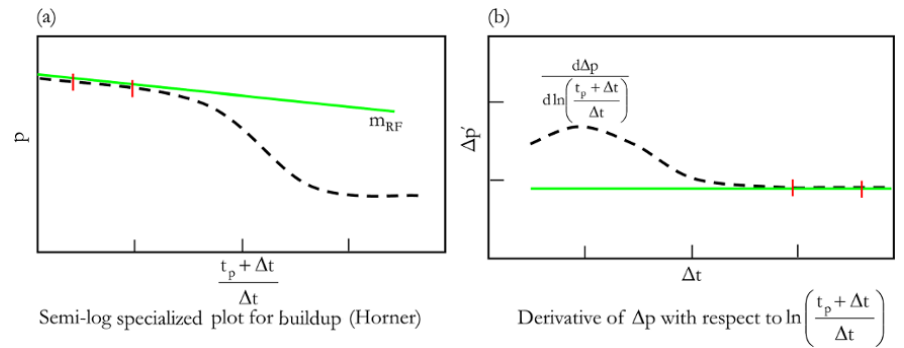 (a)
p
m_RF
t_p + Δt
Δt
Semi-log specialized plot for buildup (Horner)
(b)
Δp′
dΔp
d ln(
t_p + Δt
Δt
)
Δt
Derivative of Δp with respect to ln(
t_p + Δt
Δt
)